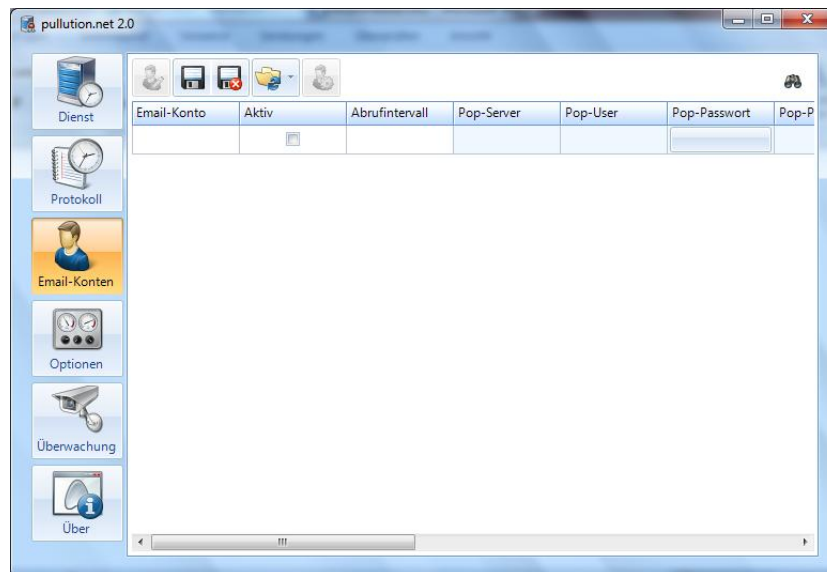 pullution.net 2.0
Dienst
Protokoll
Email-Konten
Optionen
Überwachung
Über
Email-Konto Aktiv Abrufintervall Pop-Server Pop-User Pop-Passwort Pop-P